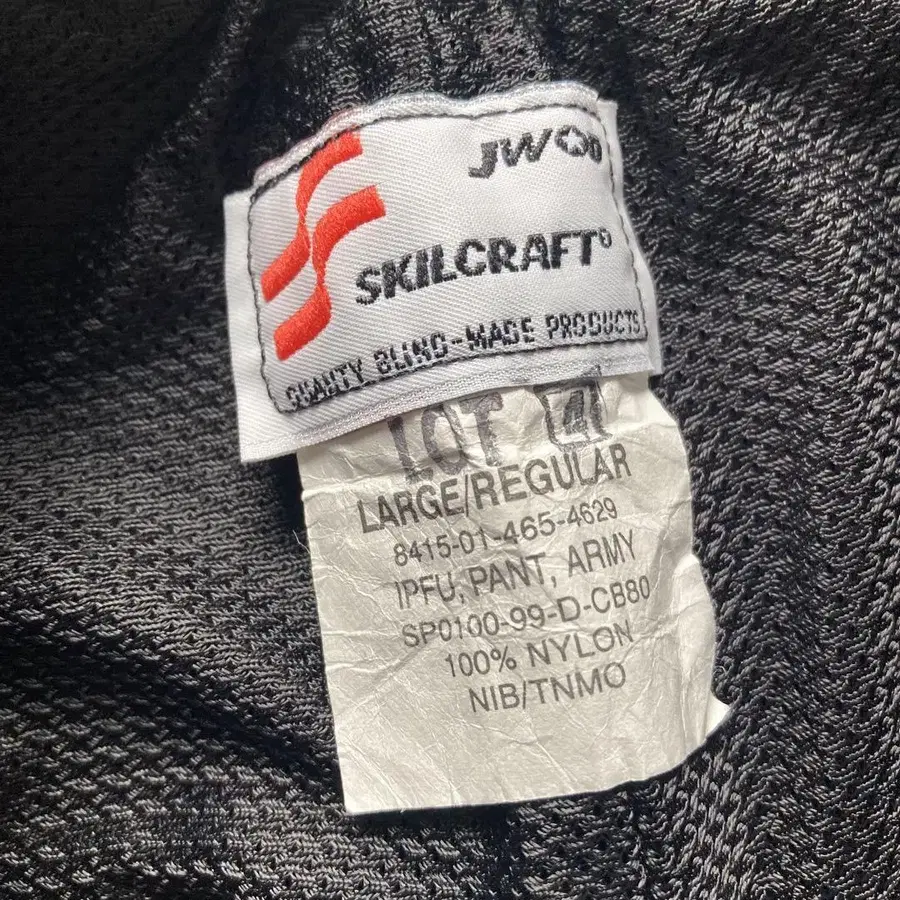 JWOD
SKILCRAFT®
QUALITY BLIND-MADE PRODUCTS
LOT 4
LARGE/REGULAR
8415-01-465-4629
IPFU, PANT, ARMY
SP0100-99-D-CB80
100% NYLON
NIB/TNMO